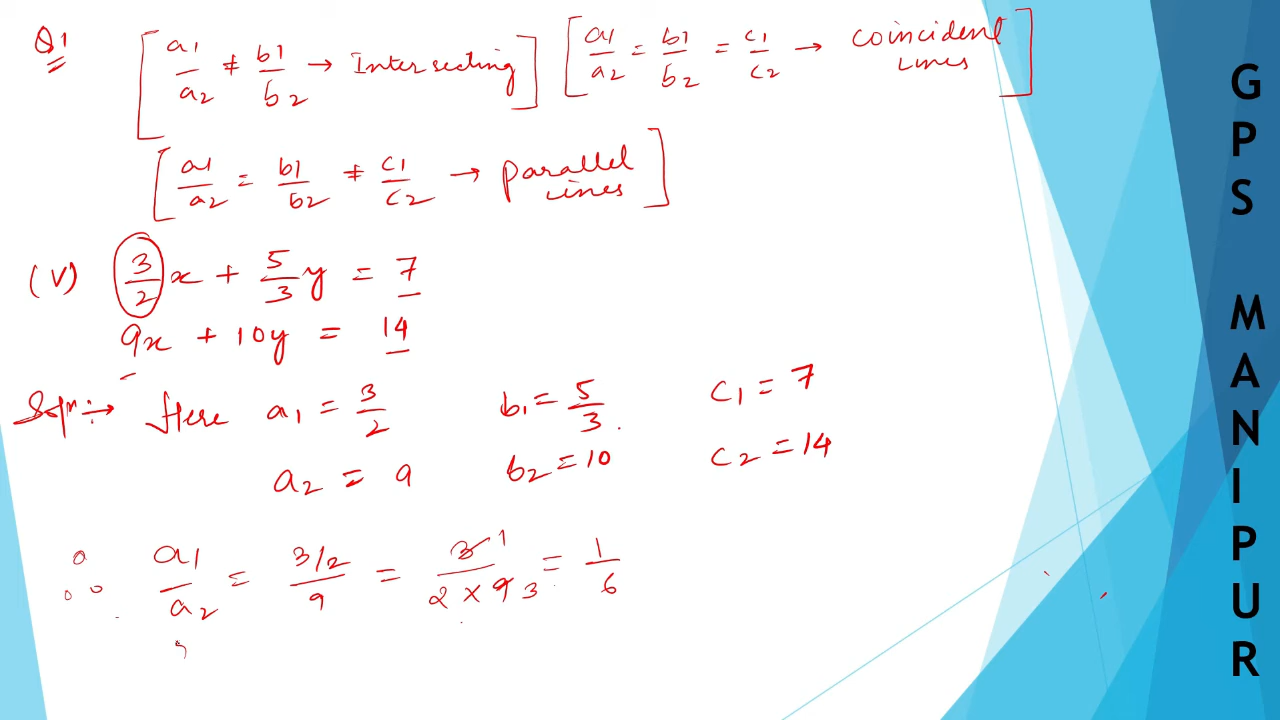 Q1
[a1/a2 ≠ b1/b2 → Intersecting] [a1/a2 = b1/b2 = c1/c2 → coincident lines]
[a1/a2 = b1/b2 ≠ c1/c2 → parallel lines]
(V) 3/2 x + 5/3 y = 7
9x + 10y = 14
Solⁿ:→ Here a1 = 3/2 b1 = 5/3. c1 = 7
a2 = 9 b2 = 10 c2 = 14
∴ a1/a2 = 3/2/9 = 3 1/2 × 9 3 = 1/6
GPS MANIPUR